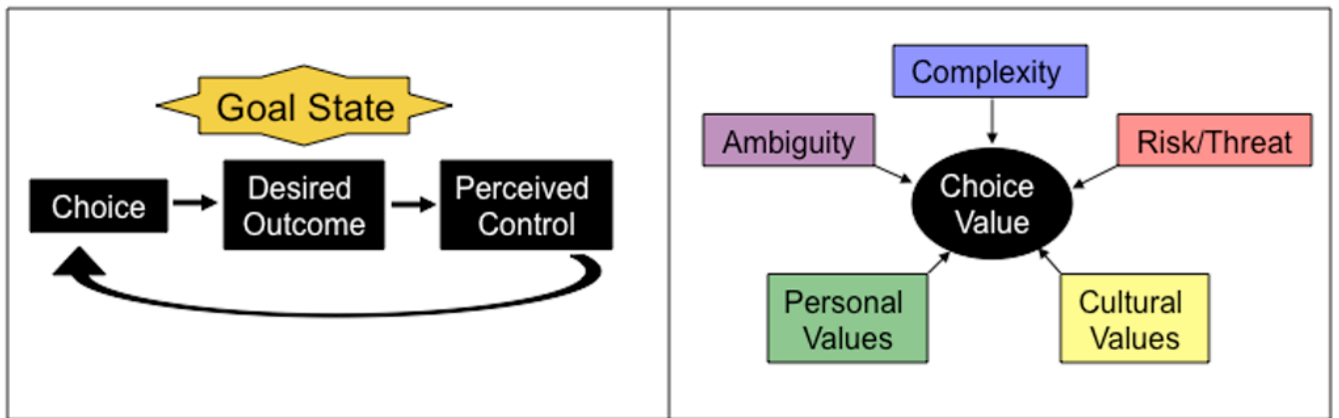 Goal State
Choice
Desired
Outcome
Perceived
Control
Complexity
Ambiguity
Risk/Threat
Choice
Value
Personal
Values
Cultural
Values